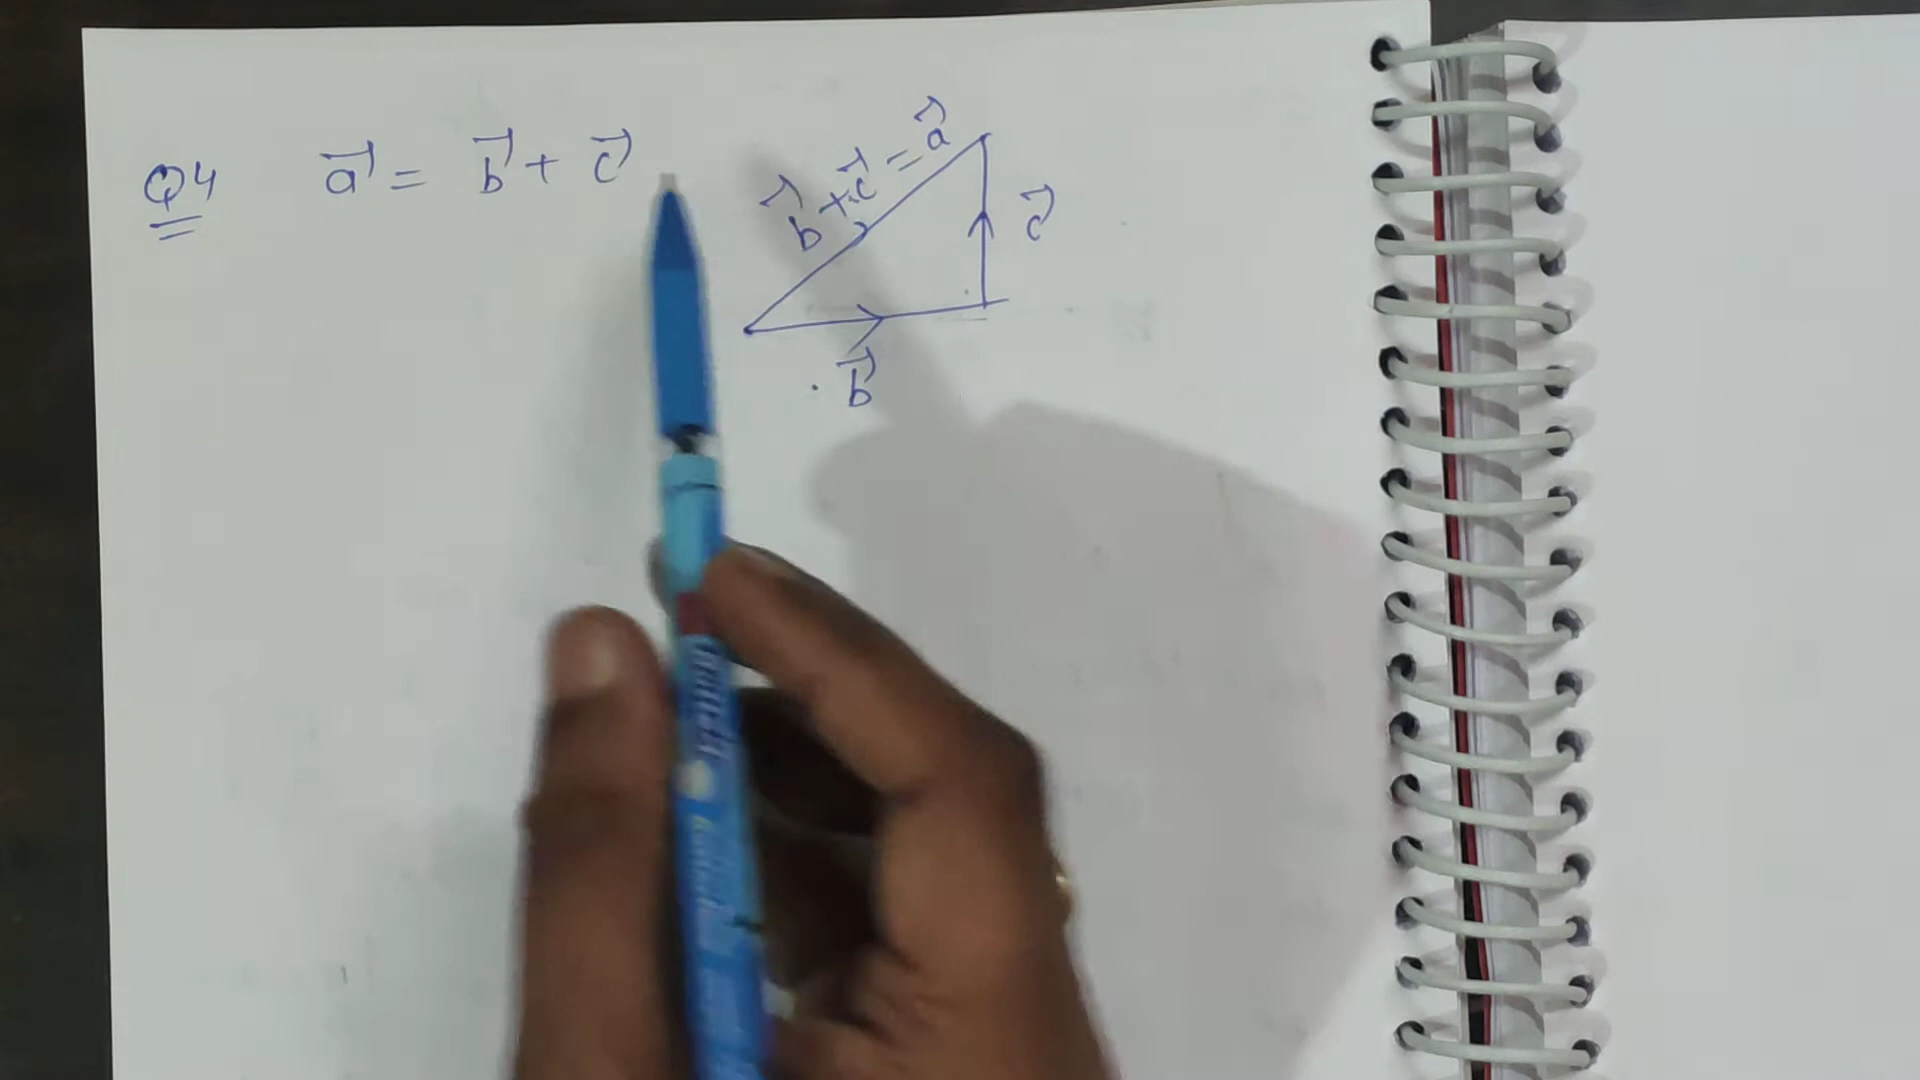 Q4 a⃗ = b⃗ + c⃗
b⃗ + c⃗ = a⃗
c⃗
b⃗